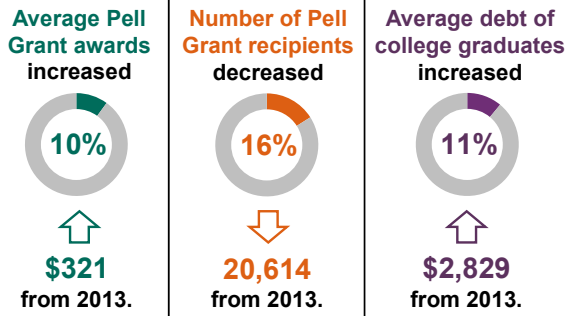 Average Pell
Grant awards
increased
10%
$321
from 2013.
Number of Pell
Grant recipients
decreased
16%
20,614
from 2013.
Average debt of
college graduates
increased
11%
$2,829
from 2013.